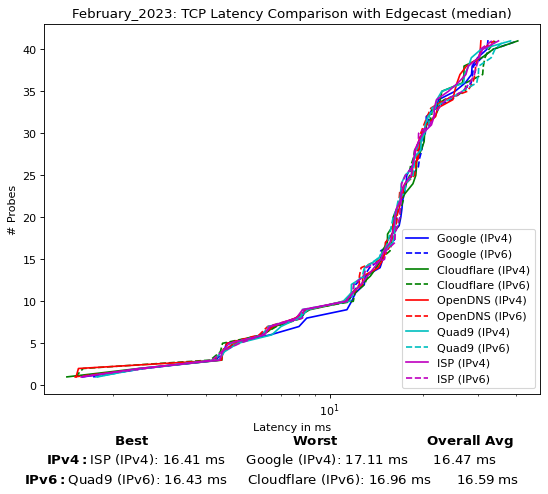 February_2023: TCP Latency Comparison with Edgecast (median)
# Probes
40
35
30
25
20
15
10
5
0
Google (IPv4)
Google (IPv6)
Cloudflare (IPv4)
Cloudflare (IPv6)
OpenDNS (IPv4)
OpenDNS (IPv6)
Quad9 (IPv4)
Quad9 (IPv6)
ISP (IPv4)
ISP (IPv6)
10¹
Latency in ms
Best Worst Overall Avg
IPv4: ISP (IPv4): 16.41 ms Google (IPv4): 17.11 ms 16.47 ms
IPv6: Quad9 (IPv6): 16.43 ms Cloudflare (IPv6): 16.96 ms 16.59 ms